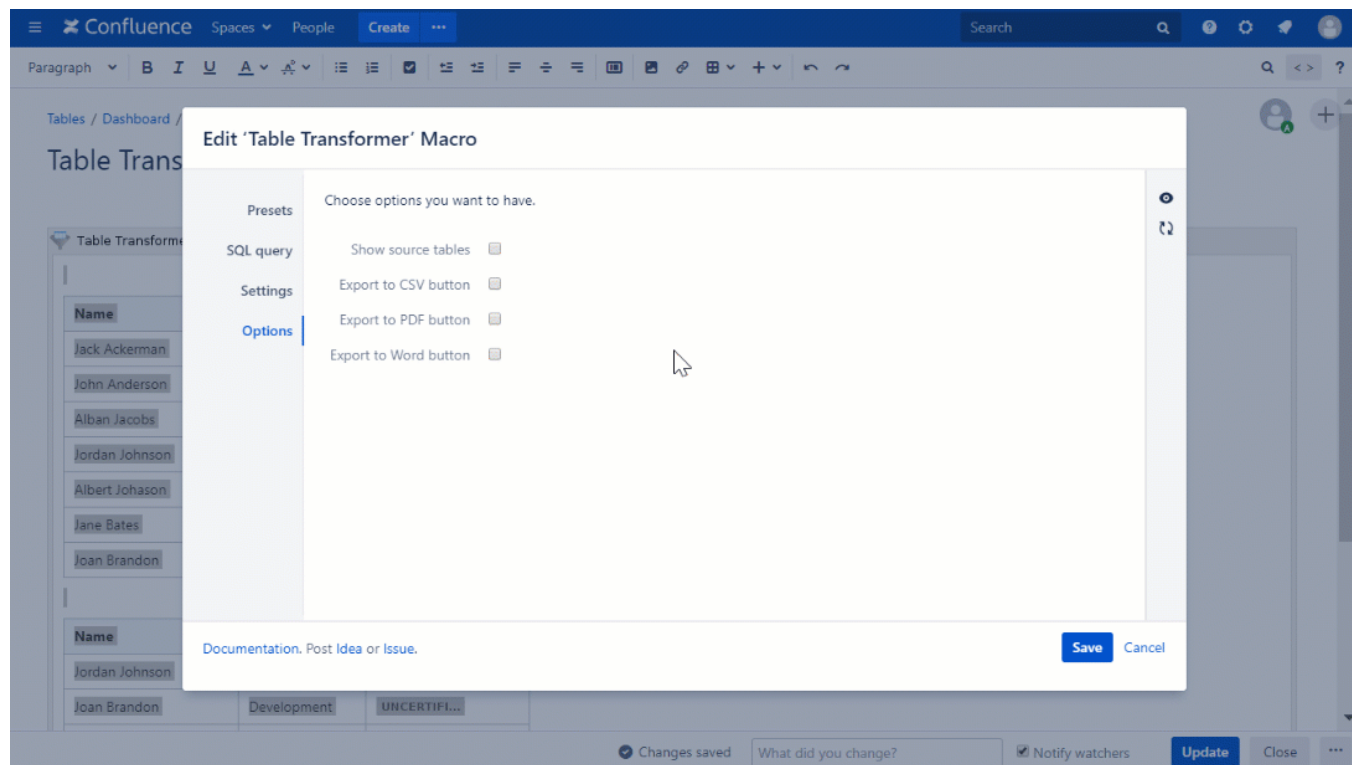 Confluence Spaces People Create ··· Search
Paragraph B I U A
Tables / Dashboard /
Table Trans
Edit ‘Table Transformer’ Macro
Presets
SQL query
Settings
Options
Choose options you want to have.
Show source tables
Export to CSV button
Export to PDF button
Export to Word button
Documentation. Post Idea or Issue.
Save Cancel
Table Transforme
Name
Jack Ackerman
John Anderson
Alban Jacobs
Jordan Johnson
Albert Johason
Jane Bates
Joan Brandon
Name
Jordan Johnson
Joan Brandon Development UNCERTIFI...
Changes saved What did you change? Notify watchers Update Close ···